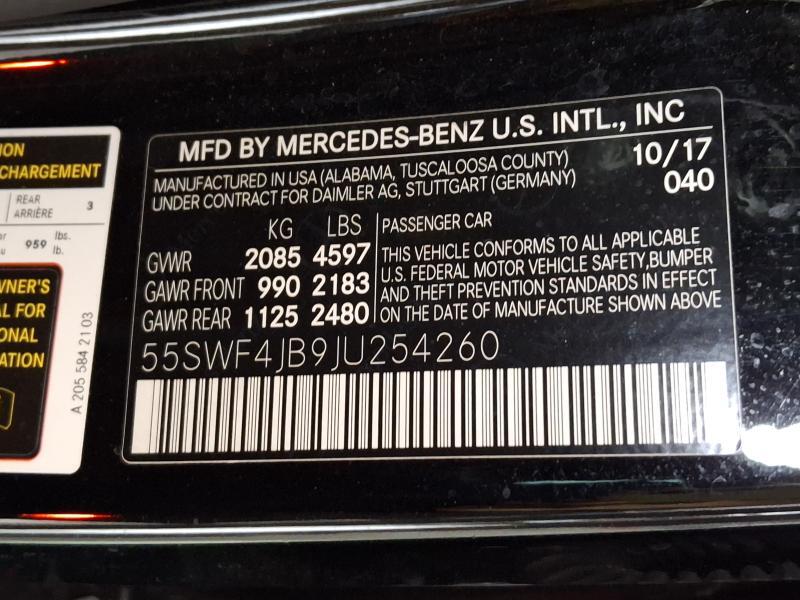 ION
CHARGEMENT
REAR
ARRIÈRE 3
959 lbs.
lb.
WNER'S
AL FOR
IONAL
ATION
A 205 584 21 03
MFD BY MERCEDES-BENZ U.S. INTL., INC
MANUFACTURED IN USA (ALABAMA, TUSCALOOSA COUNTY) 10/17
UNDER CONTRACT FOR DAIMLER AG, STUTTGART (GERMANY) 040
KG LBS
GVWR 2085 4597
GAWR FRONT 990 2183
GAWR REAR 1125 2480
PASSENGER CAR
THIS VEHICLE CONFORMS TO ALL APPLICABLE
U.S. FEDERAL MOTOR VEHICLE SAFETY,BUMPER
AND THEFT PREVENTION STANDARDS IN EFFECT
ON THE DATE OF MANUFACTURE SHOWN ABOVE
55SWF4JB9JU254260